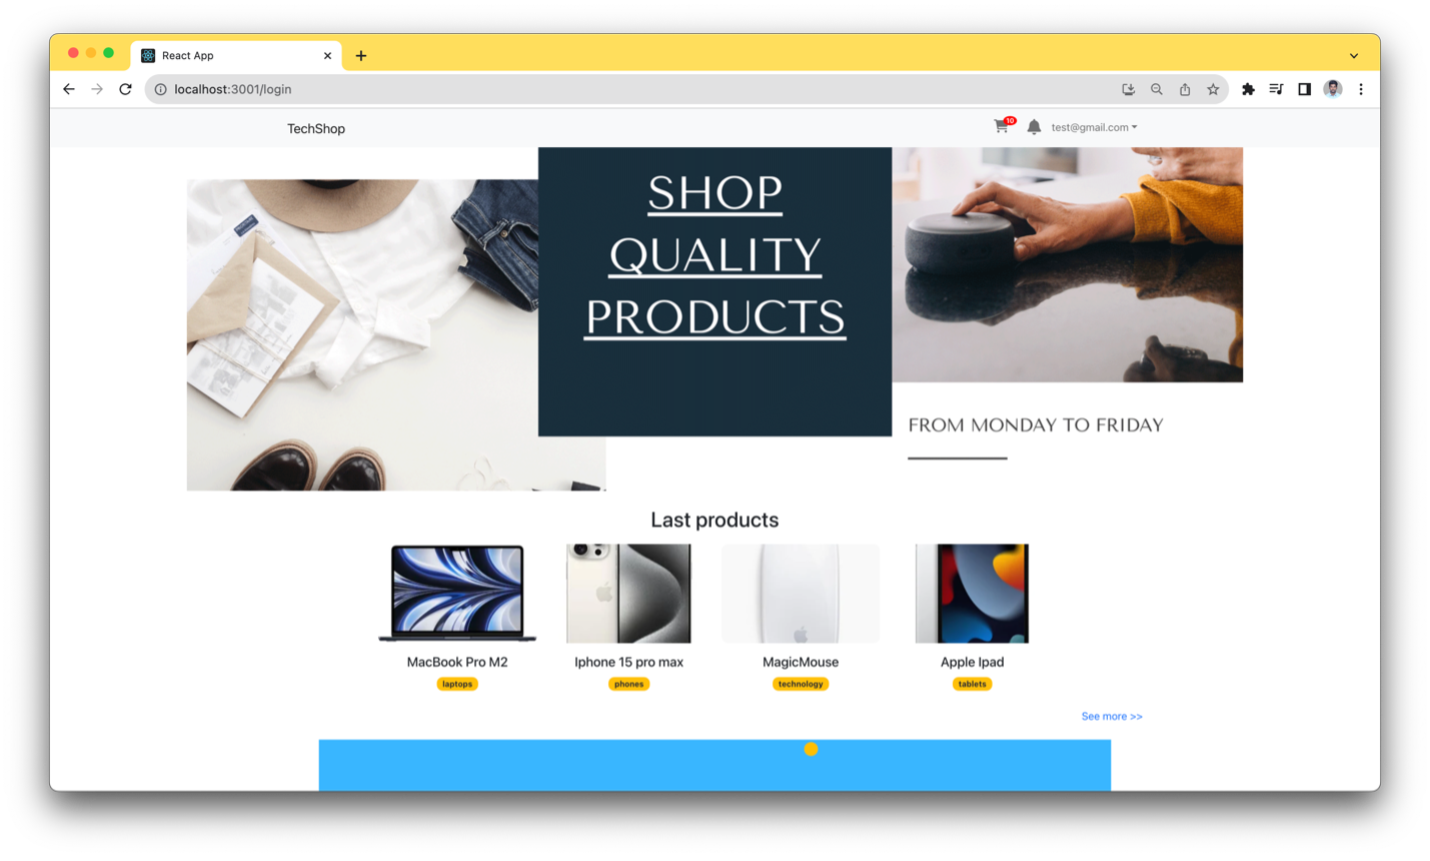 React App
localhost:3001/login
TechShop
10
test@gmail.com
SHOP
QUALITY
PRODUCTS
FROM MONDAY TO FRIDAY
Last products
MacBook Pro M2
Iphone 15 pro max
MagicMouse
Apple Ipad
laptops
phones
technology
tablets
See more >>